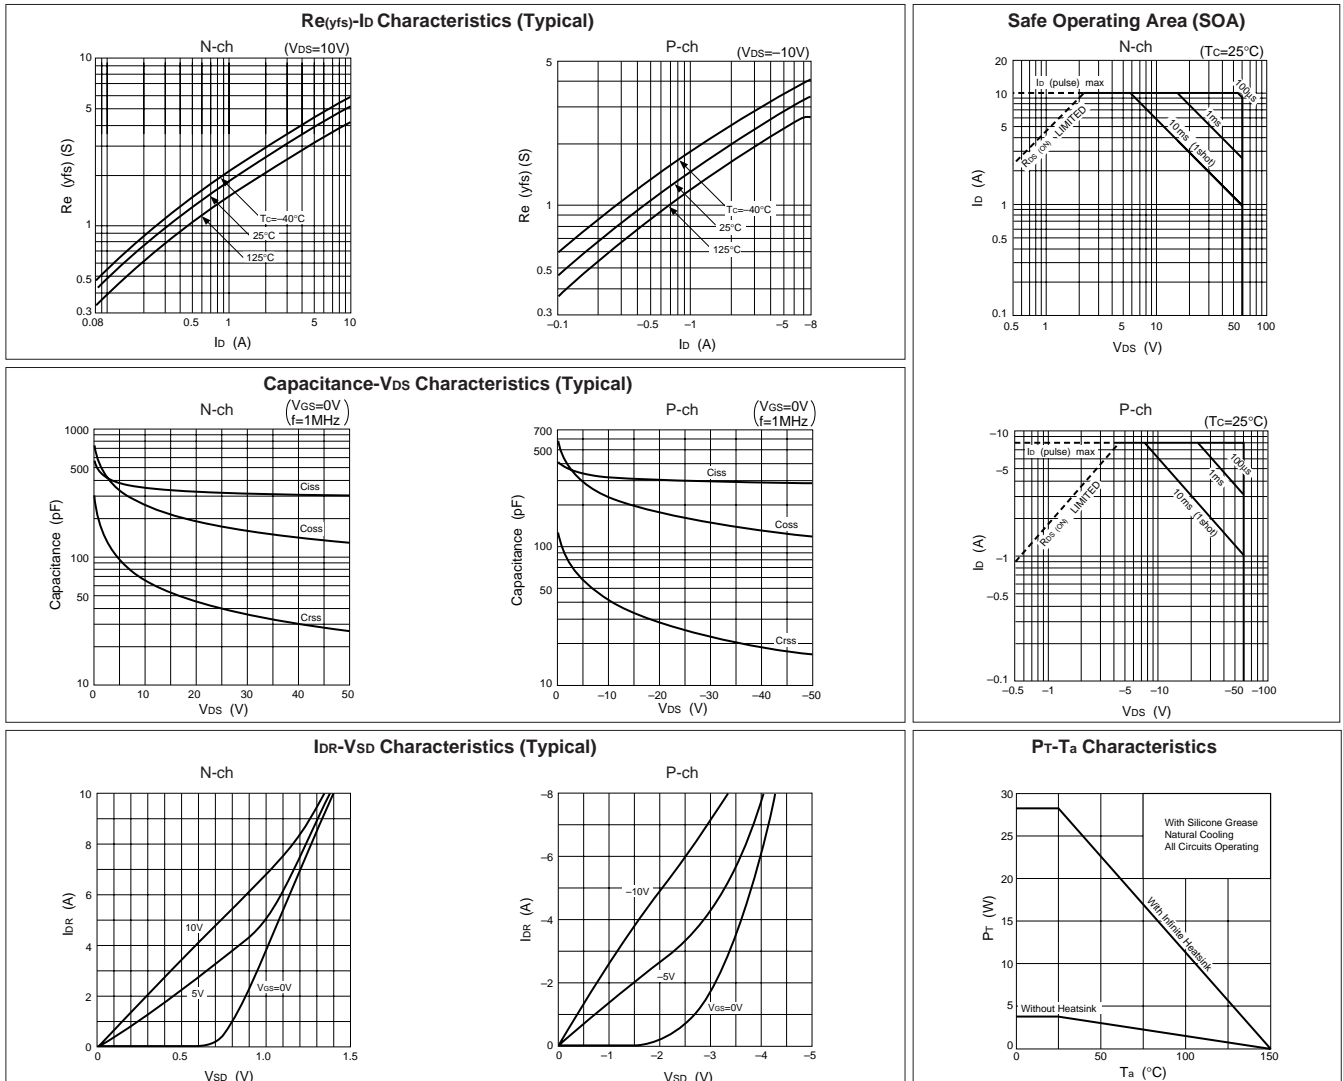 Re(yfs)-ID Characteristics (Typical)
N-ch
(VDS=10V)
10
5
1
0.5
0.3
0.08
0.5
1
5
10
Re (yfs) (S)
ID (A)
TC=–40°C
25°C
125°C
P-ch
(VDS=–10V)
5
1
0.5
0.3
–0.1
–0.5
–1
–5
–8
Re (yfs) (S)
ID (A)
TC=–40°C
25°C
125°C
Safe Operating Area (SOA)
N-ch
(TC=25°C)
20
10
5
1
0.5
0.1
0.5
1
5
10
50
100
ID (A)
VDS (V)
ID (pulse) max
RDS (ON) LIMITED
100µs
1ms
10ms (1shot)
P-ch
(TC=25°C)
–10
–5
–1
–0.5
–0.1
–0.5
–1
–5
–10
–50
–100
ID (A)
VDS (V)
ID (pulse) max
RDS (ON) LIMITED
100µs
1ms
10ms (1shot)
Capacitance-VDS Characteristics (Typical)
N-ch
(VGS=0V
f=1MHz)
1000
500
100
50
10
0
10
20
30
40
50
Capacitance (pF)
VDS (V)
Ciss
Coss
Crss
P-ch
(VGS=0V
f=1MHz)
700
500
100
50
10
0
–10
–20
–30
–40
–50
Capacitance (pF)
VDS (V)
Ciss
Coss
Crss
IDR-VSD Characteristics (Typical)
N-ch
10
8
6
4
2
0
0
0.5
1.0
1.5
IDR (A)
VSD (V)
10V
5V
VGS=0V
P-ch
–8
–6
–4
–2
0
0
–1
–2
–3
–4
–5
IDR (A)
VSD (V)
–10V
–5V
VGS=0V
PT-Ta Characteristics
30
25
20
15
10
5
0
0
50
100
150
PT (W)
Ta (°C)
With Silicone Grease
Natural Cooling
All Circuits Operating
With Infinite Heatsink
Without Heatsink